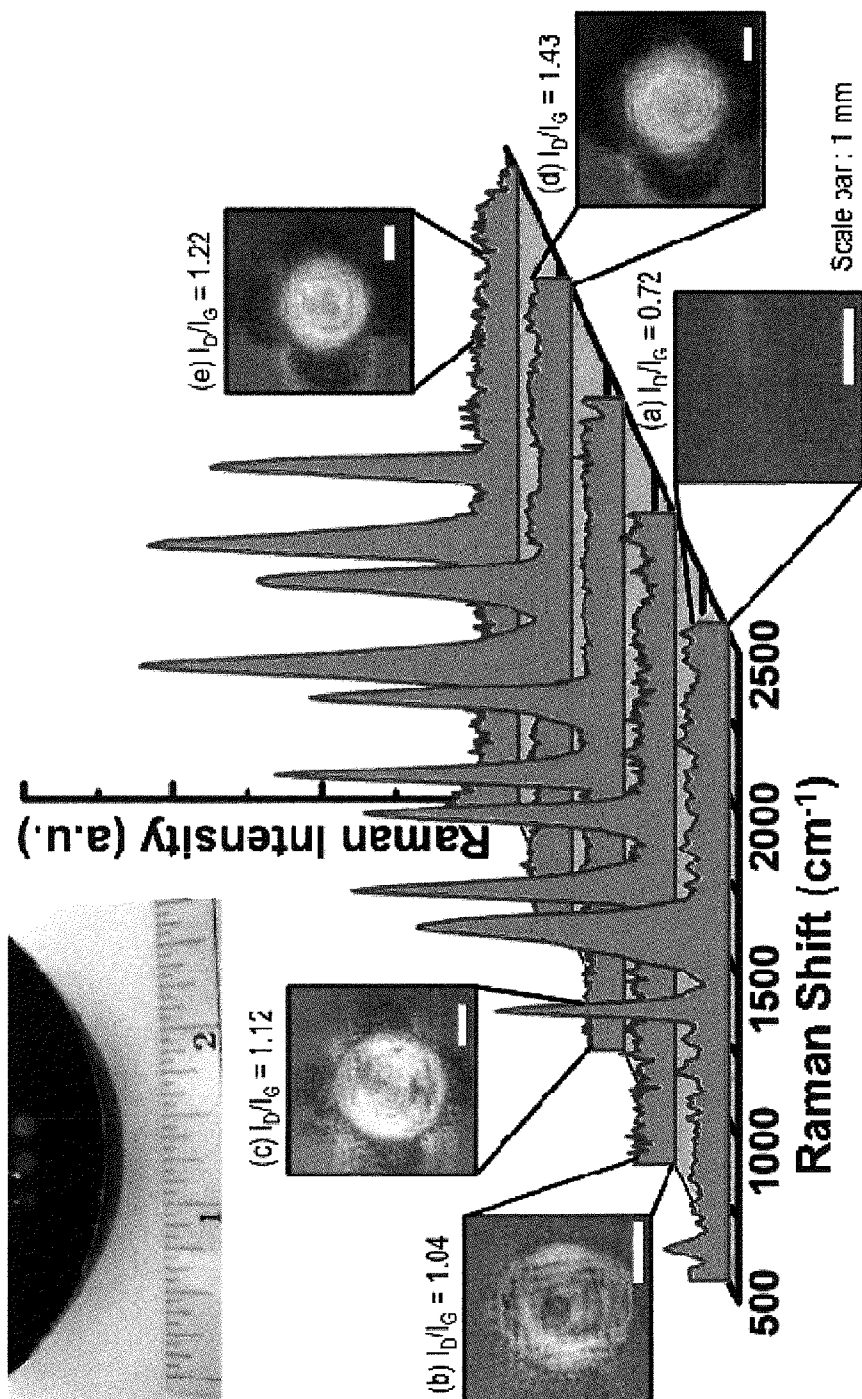 (e) I_D/I_G = 1.22
(d) I_D/I_G = 1.43
(c) I_D/I_G = 1.12
(b) I_D/I_G = 1.04
(a) I_D/I_G = 0.72
Scale bar : 1 mm
Raman Intensity (a.u.)
500 1000 1500 2000 2500
Raman Shift (cm⁻¹)
1 2